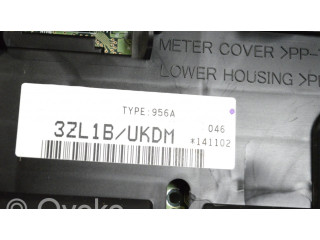 METER COVER >PP-
LOWER HOUSING >P
TYPE:956A
3ZL1B/UKDM
046
*141102
Ovoko